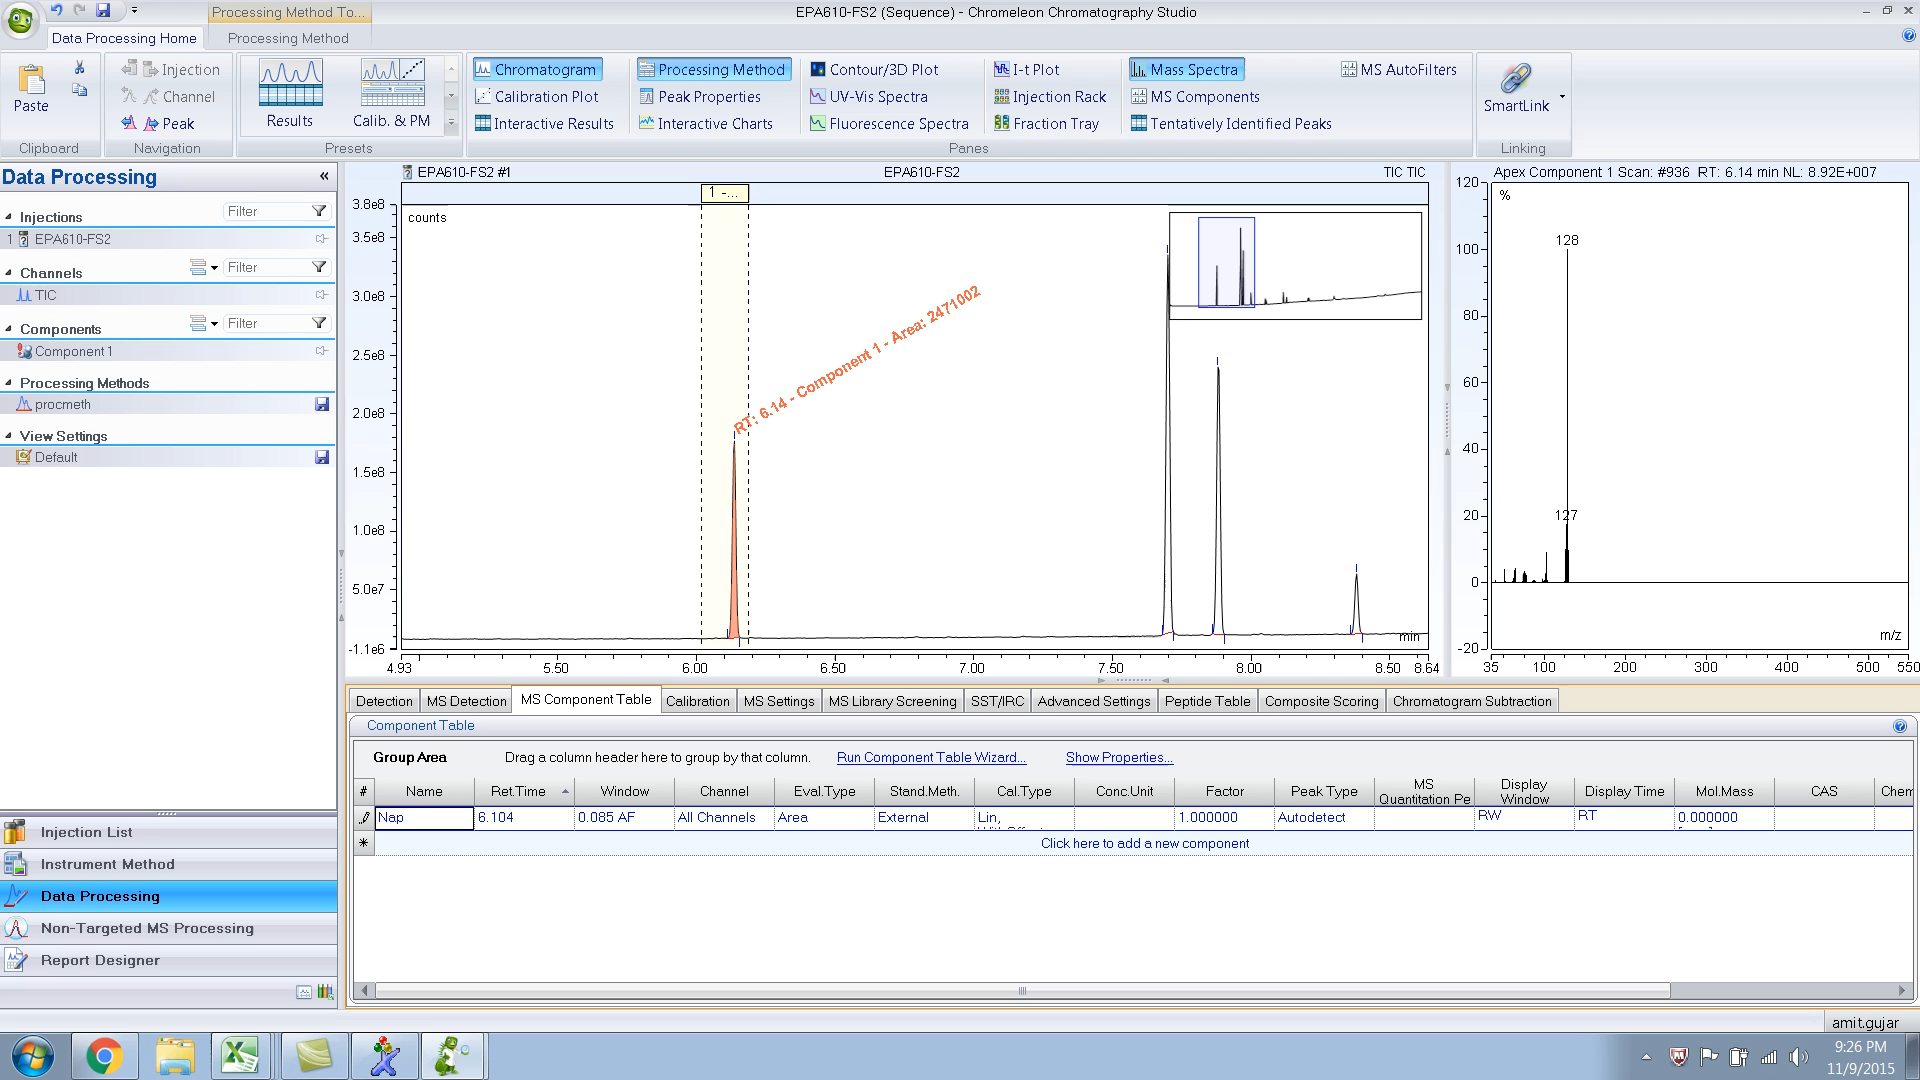 Processing Method To...
EPA610-FS2 (Sequence) - Chromeleon Chromatography Studio
Data Processing Home
Processing Method
Paste
Clipboard
Injection
Channel
Peak
Navigation
Results
Calib. & PM
Presets
Chromatogram
Processing Method
Contour/3D Plot
I-t Plot
Mass Spectra
MS AutoFilters
Calibration Plot
Peak Properties
UV-Vis Spectra
Injection Rack
MS Components
Interactive Results
Interactive Charts
Fluorescence Spectra
Fraction Tray
Tentatively Identified Peaks
Panes
SmartLink
Linking
Data Processing
«
Injections
Filter
1 EPA610-FS2
Channels
Filter
TIC
Components
Filter
Component 1
Processing Methods
procmeth
View Settings
Default
Injection List
Instrument Method
Data Processing
Non-Targeted MS Processing
Report Designer
EPA610-FS2 #1
EPA610-FS2
TIC TIC
1 -...
counts
3.8e8
3.5e8
3.0e8
2.5e8
2.0e8
1.5e8
1.0e8
5.0e7
-1.1e6
RT: 6.14 - Component 1 - Area: 2471002
min
4.93 5.50 6.00 6.50 7.00 7.50 8.00 8.50 8.64
Apex Component 1 Scan: #936 RT: 6.14 min NL: 8.92E+007
%
120
100
80
60
40
20
0
-20
128
127
m/z
35 100 200 300 400 500 550
Detection
MS Detection
MS Component Table
Calibration
MS Settings
MS Library Screening
SST/IRC
Advanced Settings
Peptide Table
Composite Scoring
Chromatogram Subtraction
Component Table
Group Area
Drag a column header here to group by that column.
Run Component Table Wizard...
Show Properties...
# Name Ret.Time Window Channel Eval.Type Stand.Meth. Cal.Type Conc.Unit Factor Peak Type MS Quantitation Pe Display Window Display Time Mol.Mass CAS Chem
Nap 6.104 0.085 AF All Channels Area External Lin, 1.000000 Autodetect RW RT 0.000000
Click here to add a new component
amit.gujar
9:26 PM
11/9/2015